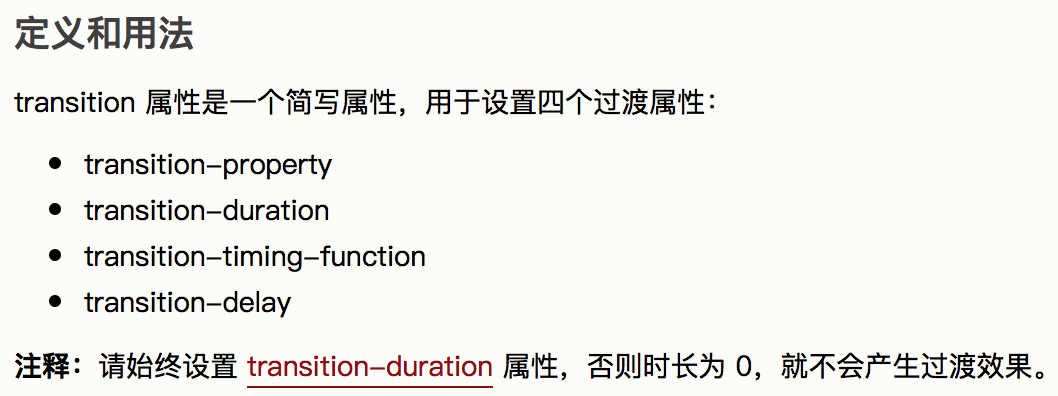 定义和用法
transition 属性是一个简写属性，用于设置四个过渡属性：
• transition-property
• transition-duration
• transition-timing-function
• transition-delay
注释：请始终设置 transition-duration 属性，否则时长为 0，就不会产生过渡效果。